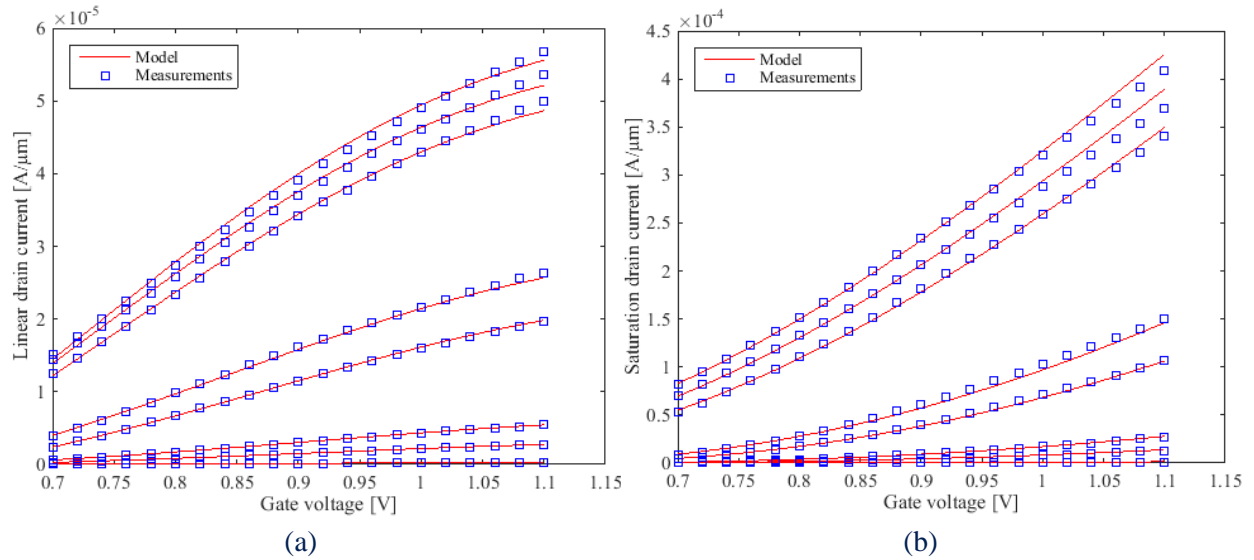 ×10-5
6
5
4
3
2
1
0
Linear drain current [A/µm]
Model
Measurements
0.7 0.75 0.8 0.85 0.9 0.95 1 1.05 1.1 1.15
Gate voltage [V]
(a)
×10-4
4.5
4
3.5
3
2.5
2
1.5
1
0.5
0
Saturation drain current [A/µm]
Model
Measurements
0.7 0.75 0.8 0.85 0.9 0.95 1 1.05 1.1 1.15
Gate voltage [V]
(b)